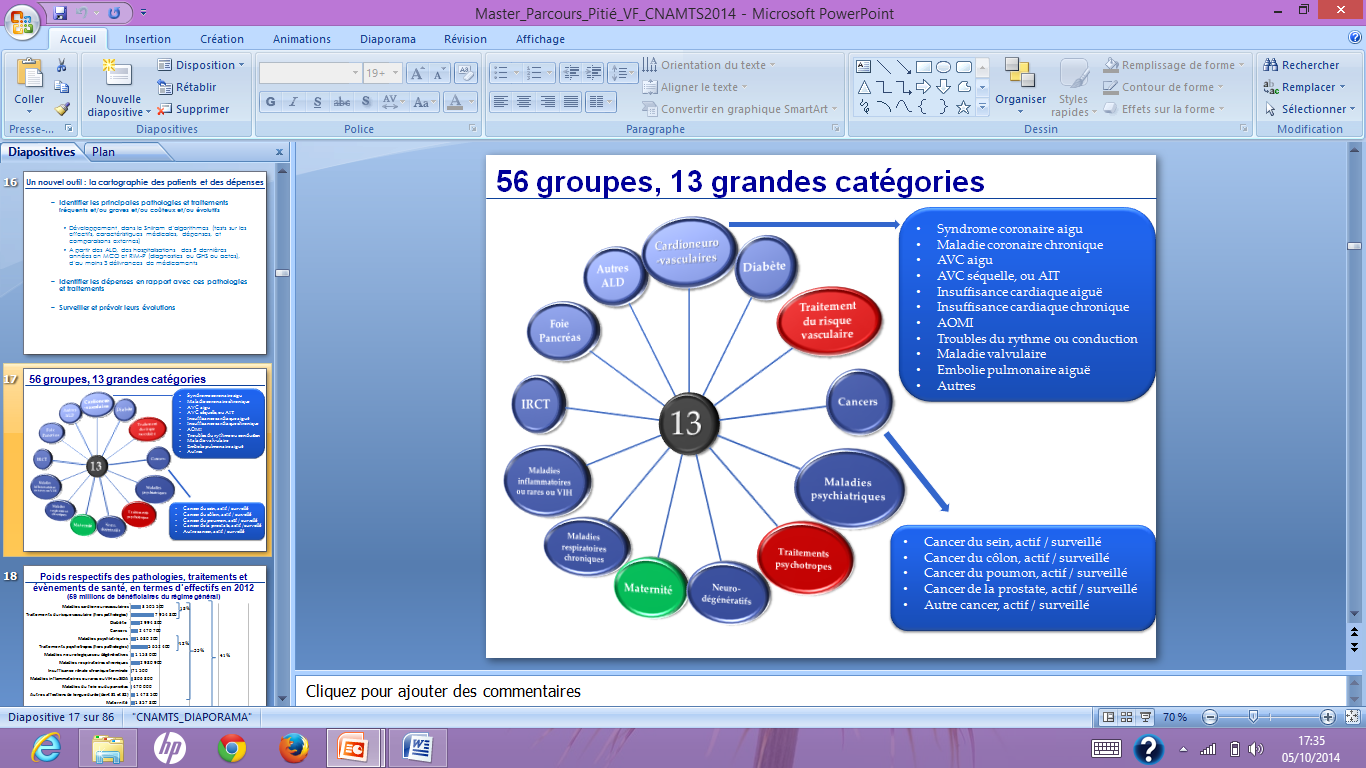 Master_Parcours_Pitié_VF_CNAMTS2014 - Microsoft PowerPoint
Accueil Insertion Création Animations Diaporama Révision Affichage
Coller
Nouvelle diapositive
Disposition
Rétablir
Supprimer
19+
G I S abc S AV Aa A
Orientation du texte
Aligner le texte
Convertir en graphique SmartArt
Organiser
Styles rapides
Remplissage de forme
Contour de forme
Effets sur la forme
Rechercher
Remplacer
Sélectionner
Presse-... Diapositives Police Paragraphe Dessin Modification
Diapositives Plan x
16
Un nouvel outil : la cartographie des patients et des dépenses
– Identifier les principales pathologies et traitements
fréquents et/ou graves et/ou coûteux et/ou évolutifs
– Identifier les dépenses en rapport avec ces pathologies
et traitements
– Surveiller et prévoir leurs évolutions
17
56 groupes, 13 grandes catégories
18
Poids respectifs des pathologies, traitements et
évènements de santé, en termes d'effectifs en 2012
(59 millions de bénéficiaires du régime général)
56 groupes, 13 grandes catégories
Cardioneuro
-vasculaires
Diabète
Traitement
du risque
vasculaire
Cancers
Maladies
psychiatriques
Traitements
psychotropes
Neuro-
dégénératifs
Maternité
Maladies
respiratoires
chroniques
Maladies
inflammatoires
ou rares ou VIH
IRCT
Foie
Pancréas
Autres
ALD
13
• Syndrome coronaire aigu
• Maladie coronaire chronique
• AVC aigu
• AVC séquelle, ou AIT
• Insuffisance cardiaque aiguë
• Insuffisance cardiaque chronique
• AOMI
• Troubles du rythme ou conduction
• Maladie valvulaire
• Embolie pulmonaire aiguë
• Autres
• Cancer du sein, actif / surveillé
• Cancer du côlon, actif / surveillé
• Cancer du poumon, actif / surveillé
• Cancer de la prostate, actif / surveillé
• Autre cancer, actif / surveillé
Cliquez pour ajouter des commentaires
Diapositive 17 sur 86 "CNAMTS_DIAPORAMA" 70 %
17:35
05/10/2014